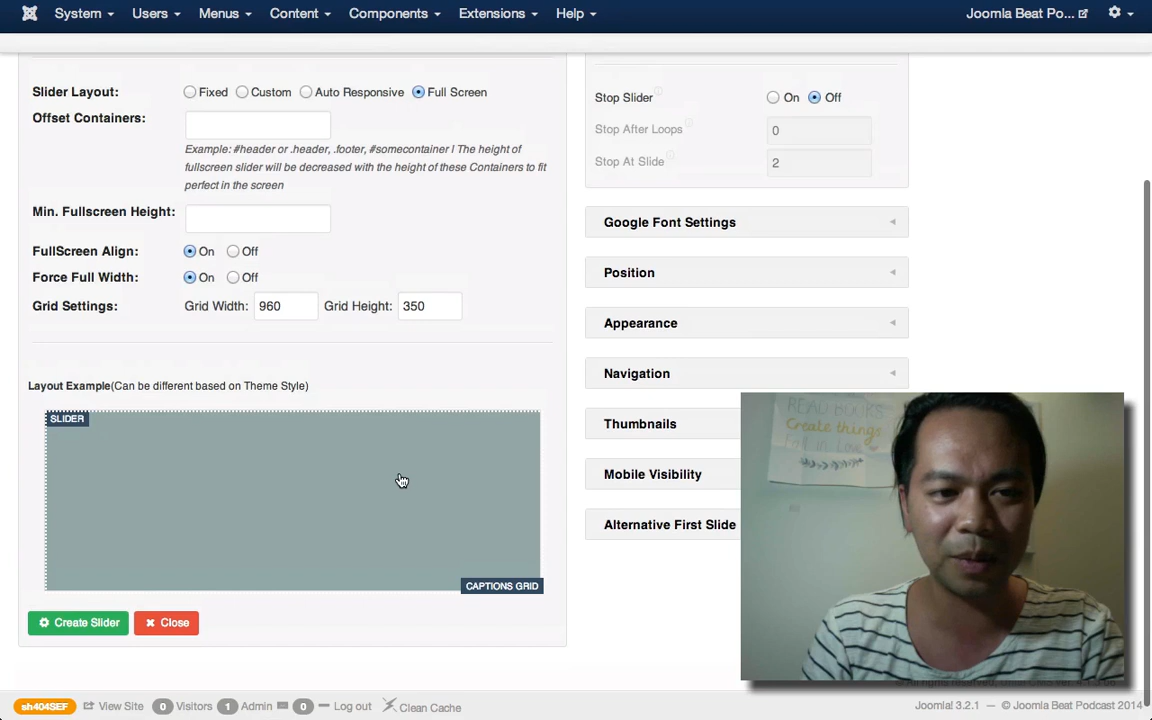 System Users Menus Content Components Extensions Help Joomla Beat Po...
Slider Layout: Fixed Custom Auto Responsive Full Screen
Offset Containers:
Example: #header or .header, .footer, #somecontainer | The height of
fullscreen slider will be decreased with the height of these Containers to fit
perfect in the screen
Min. Fullscreen Height:
FullScreen Align: On Off
Force Full Width: On Off
Grid Settings: Grid Width: 960 Grid Height: 350
Layout Example(Can be different based on Theme Style)
SLIDER
CAPTIONS GRID
Create Slider Close
Stop Slider On Off
Stop After Loops 0
Stop At Slide 2
Google Font Settings
Position
Appearance
Navigation
Thumbnails
Mobile Visibility
Alternative First Slide
READ BOOKS
Create things
Fall in Love
sh404SEF View Site 0 Visitors 1 Admin 0 Log out Clean Cache
Joomla! 3.2.1 — © Joomla Beat Podcast 2014